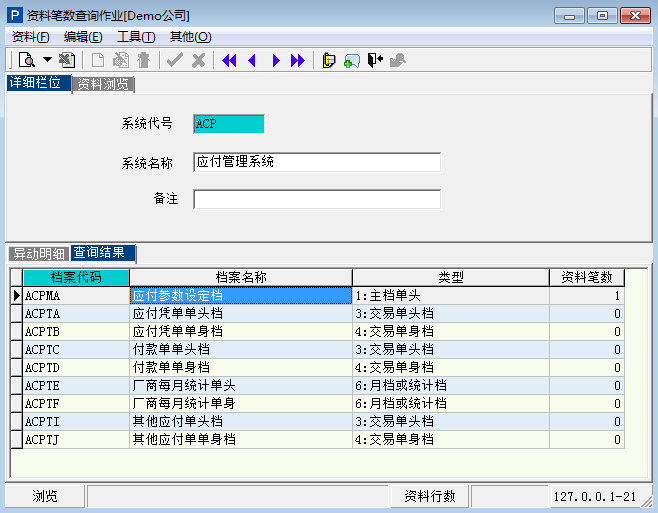 资料笔数查询作业[Demo公司]
资料(F) 编辑(E) 工具(T) 其他(O)
详细栏位 资料浏览
系统代号 ACP
系统名称 应付管理系统
备注
异动明细 查询结果
档案代码 档案名称 类型 资料笔数
ACPMA 应付参数设定档 1:主档单头 1
ACPTA 应付凭单单头档 3:交易单头档 0
ACPTB 应付凭单单身档 4:交易单身档 0
ACPTC 付款单单头档 3:交易单头档 0
ACPTD 付款单单身档 4:交易单身档 0
ACPTE 厂商每月统计单头 6:月档或统计档 0
ACPTF 厂商每月统计单身 6:月档或统计档 0
ACPTI 其他应付单单头档 3:交易单头档 0
ACPTJ 其他应付单单身档 4:交易单身档 0
浏览 资料行数 127.0.0.1-21